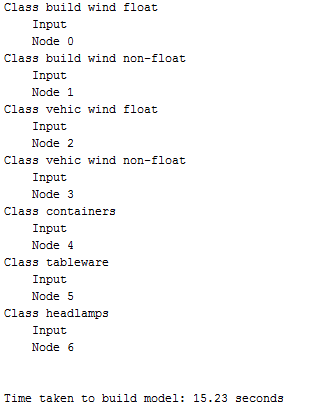 Class build wind float
Input
Node 0
Class build wind non-float
Input
Node 1
Class vehic wind float
Input
Node 2
Class vehic wind non-float
Input
Node 3
Class containers
Input
Node 4
Class tableware
Input
Node 5
Class headlamps
Input
Node 6
Time taken to build model: 15.23 seconds